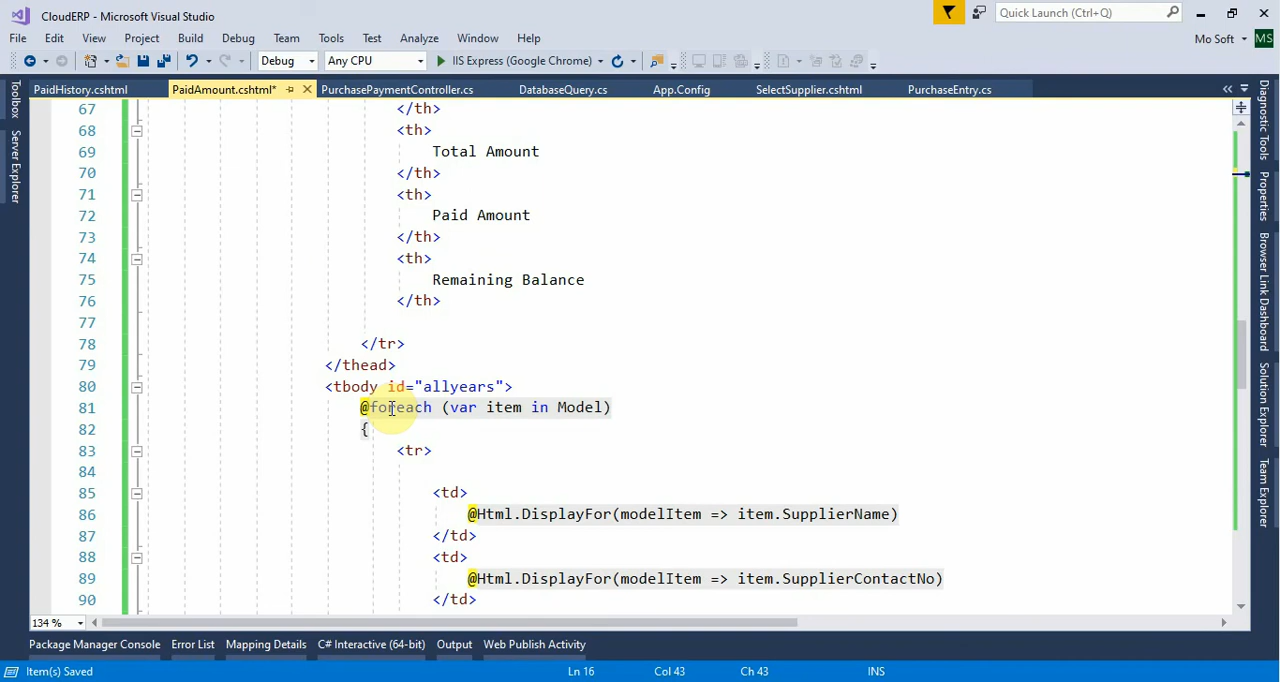 CloudERP - Microsoft Visual Studio
Quick Launch (Ctrl+Q)
File Edit View Project Build Debug Team Tools Test Analyze Window Help
Mo Soft MS
Debug Any CPU IIS Express (Google Chrome)
PaidHistory.cshtml PaidAmount.cshtml* PurchasePaymentController.cs DatabaseQuery.cs App.Config SelectSupplier.cshtml PurchaseEntry.cs
Toolbox
Server Explorer
67 </th>
68 <th>
69 Total Amount
70 </th>
71 <th>
72 Paid Amount
73 </th>
74 <th>
75 Remaining Balance
76 </th>
77
78 </tr>
79 </thead>
80 <tbody id="allyears">
81 @foreach (var item in Model)
82 {
83 <tr>
84
85 <td>
86 @Html.DisplayFor(modelItem => item.SupplierName)
87 </td>
88 <td>
89 @Html.DisplayFor(modelItem => item.SupplierContactNo)
90 </td>
Diagnostic Tools
Properties
Browser Link Dashboard
Solution Explorer
Team Explorer
134 %
Package Manager Console Error List Mapping Details C# Interactive (64-bit) Output Web Publish Activity
Item(s) Saved Ln 16 Col 43 Ch 43 INS